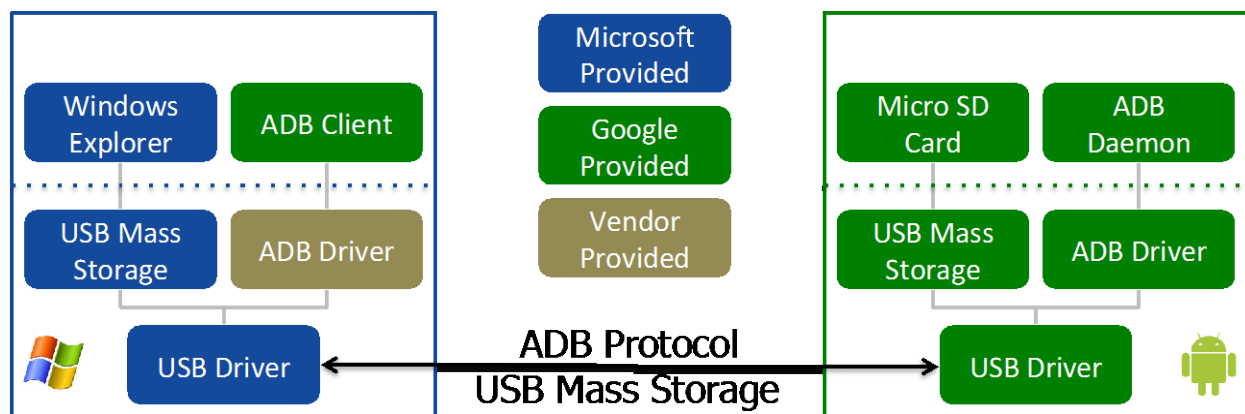 Windows
Explorer
ADB Client
USB Mass
Storage
ADB Driver
USB Driver
Microsoft
Provided
Google
Provided
Vendor
Provided
ADB Protocol
USB Mass Storage
Micro SD
Card
ADB
Daemon
USB Mass
Storage
ADB Driver
USB Driver